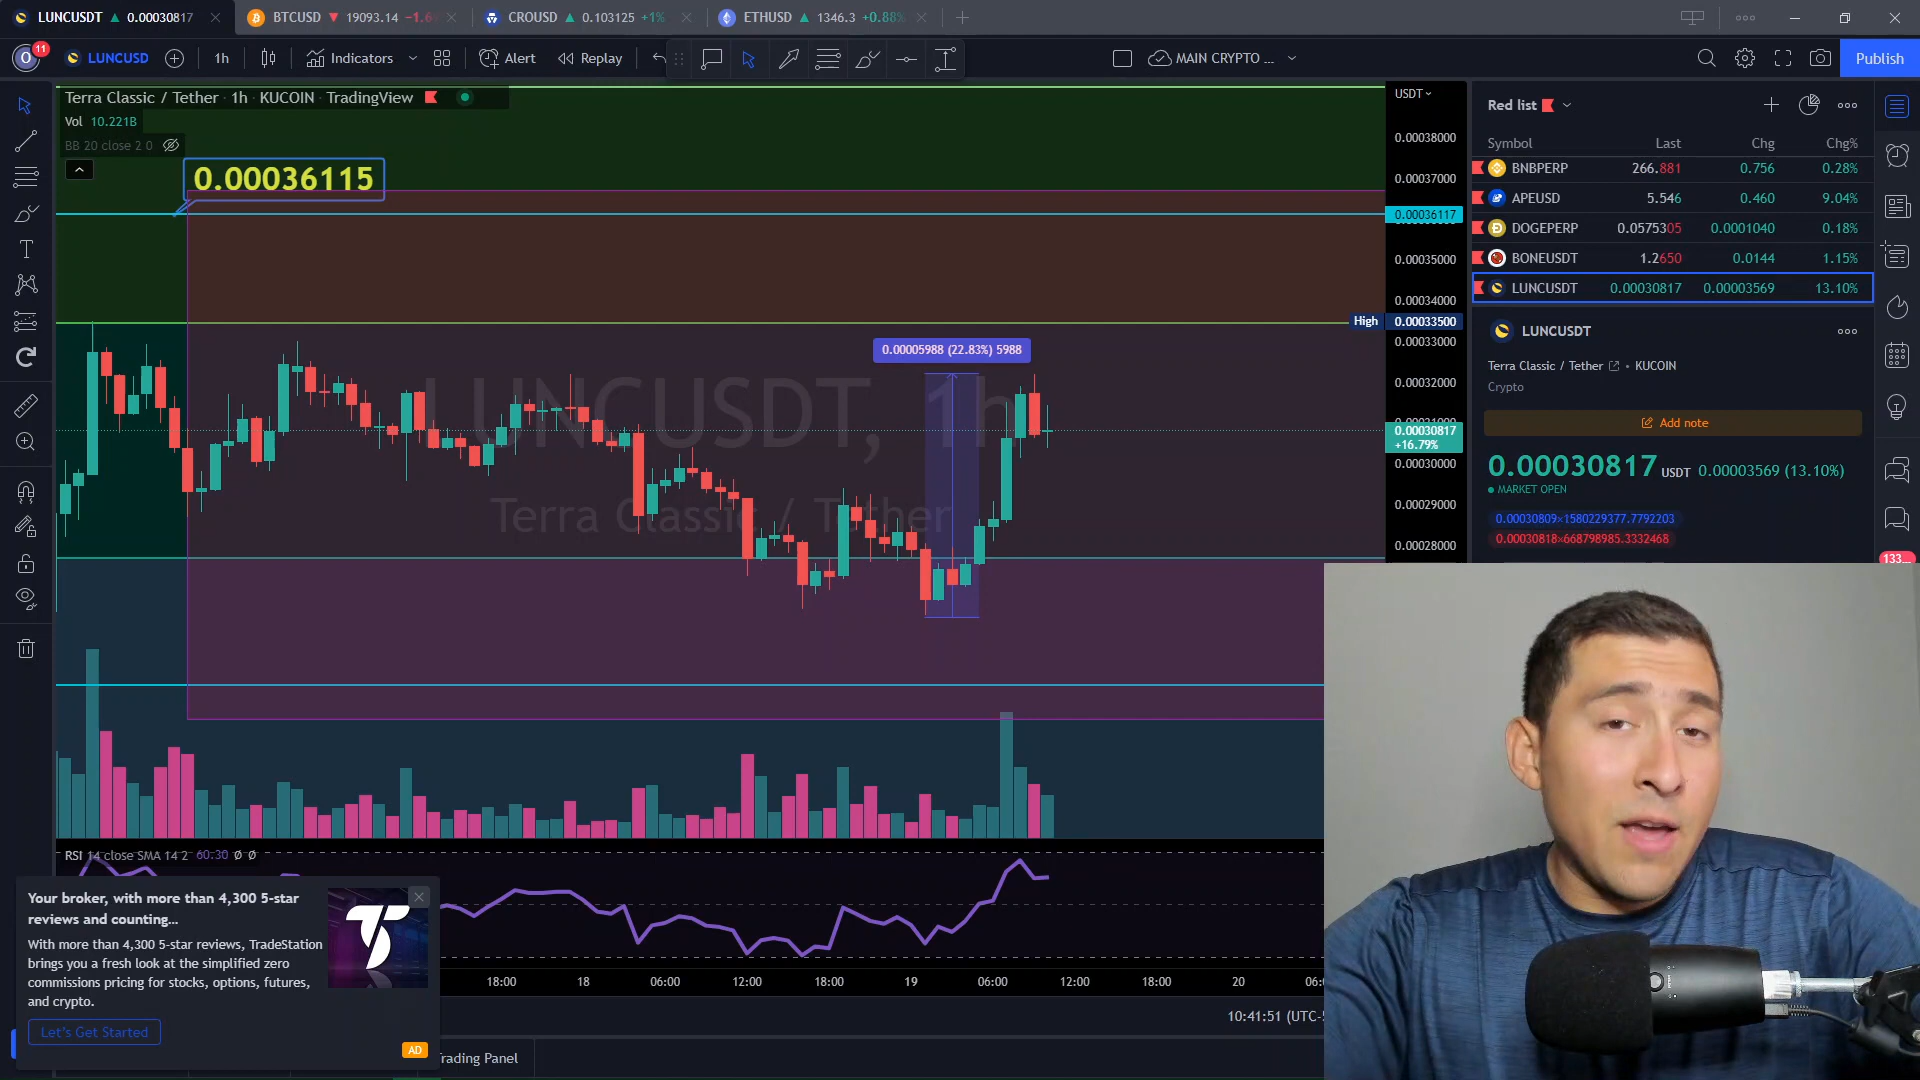 LUNCUSDT ▲ 0.00030817
BTCUSD ▼ 19093.14 −1.6
CROUSD ▲ 0.103125 +1%
ETHUSD ▲ 1346.3 +0.88%
O 11
LUNCUSD
1h
Indicators
Alert
Replay
MAIN CRYPTO ...
Publish
Terra Classic / Tether · 1h · KUCOIN · TradingView
Vol 10.221B
BB 20 close 2 0
0.00036115
LUNCUSDT, 1h
Terra Classic / Tether
0.00005988 (22.83%) 5988
USDT
0.00038000
0.00037000
0.00036117
0.00035000
0.00034000
High 0.00033500
0.00033000
0.00032000
0.00030817
+16.79%
0.00030000
0.00029000
0.00028000
Red list
Symbol Last Chg Chg%
BNBPERP 266.881 0.756 0.28%
APEUSD 5.546 0.460 9.04%
DOGEPERP 0.0575305 0.0001040 0.18%
BONEUSDT 1.2650 0.0144 1.15%
LUNCUSDT 0.00030817 0.00003569 13.10%
LUNCUSDT
Terra Classic / Tether • KUCOIN
Crypto
Add note
0.00030817 USDT 0.00003569 (13.10%)
MARKET OPEN
0.00030809×1580229377.7792203
0.00030818×668798985.3332468
133...
RSI 14 close SMA 14 2 60.30 Ø Ø
Your broker, with more than 4,300 5-star
reviews and counting...
With more than 4,300 5-star reviews, TradeStation
brings you a fresh look at the simplified zero
commissions pricing for stocks, options, futures,
and crypto.
Let's Get Started
AD
18:00 18 06:00 12:00 18:00 19 06:00 12:00 18:00 20 06:
10:41:51 (UTC-5
Trading Panel